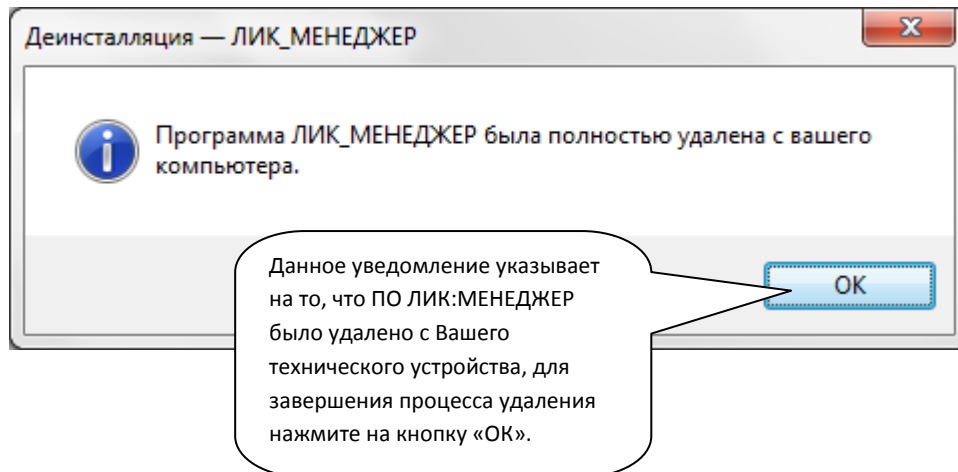 Деинсталляция — ЛИК_МЕНЕДЖЕР
Программа ЛИК_МЕНЕДЖЕР была полностью удалена с вашего
компьютера.
Данное уведомление указывает
на то, что ПО ЛИК:МЕНЕДЖЕР
было удалено с Вашего
технического устройства, для
завершения процесса удаления
нажмите на кнопку «ОК».
ОК